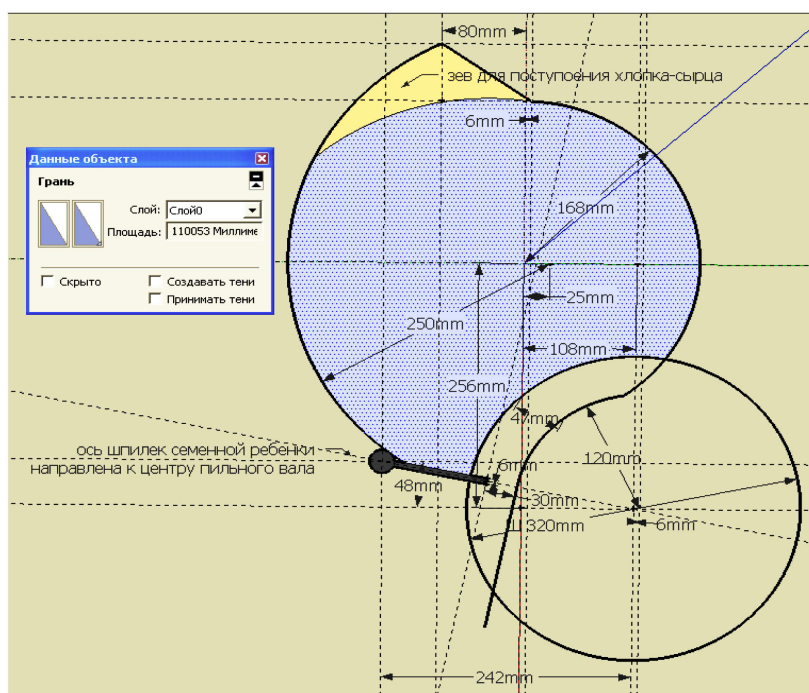 80mm
зев для поступоения хлопка-сырца
6mm
Данные объекта
Грань
Слой: Слой0
Площадь: 110053 Миллиме
Скрыто
Создавать тени
Принимать тени
168mm
25mm
250mm
108mm
256mm
47mm
ось шпилек семенной ребенки
направлена к центру пильного вала
6mm
48mm
120mm
30mm
320mm
6mm
242mm